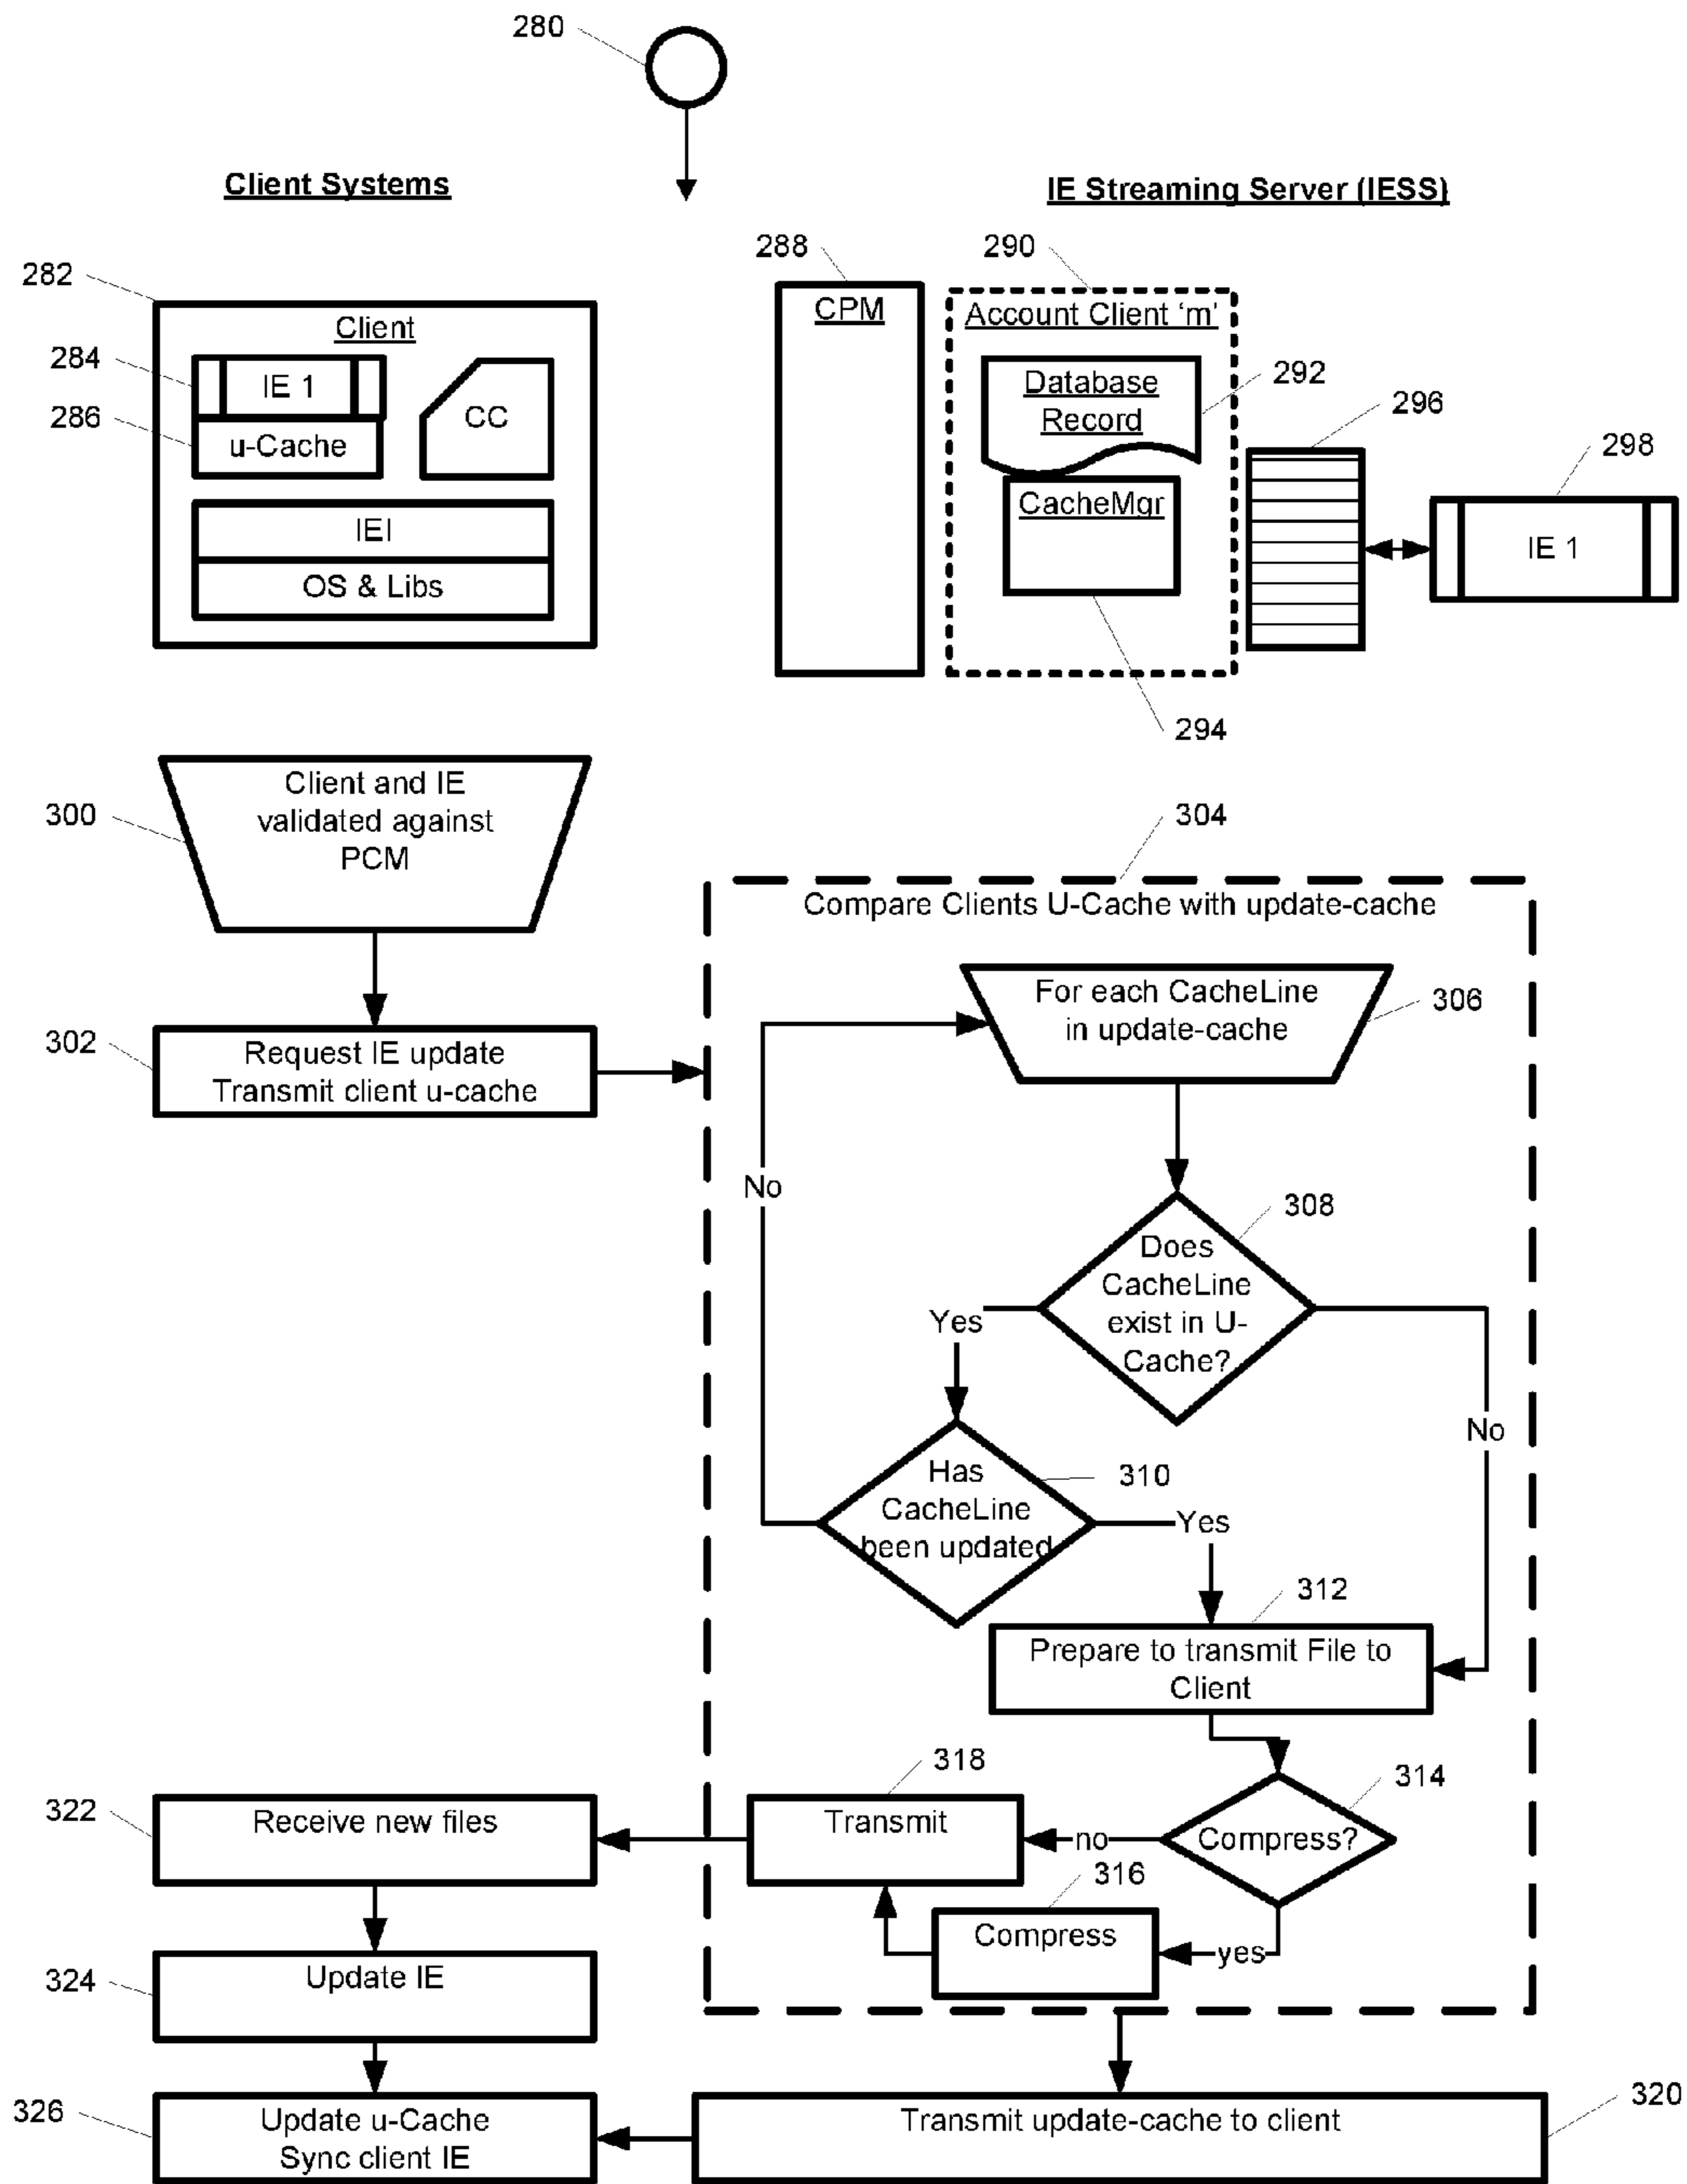 280
Client Systems
IE Streaming Server (IESS)
282
Client
284
IE 1
286
u-Cache
CC
IEI
OS & Libs
288
CPM
290
Account Client ‘m’
Database
Record
292
CacheMgr
294
296
298
IE 1
300
Client and IE
validated against
PCM
302
Request IE update
Transmit client u-cache
304
Compare Clients U-Cache with update-cache
For each CacheLine
in update-cache
306
No
308
Does
CacheLine
exist in U-
Cache?
Yes
No
Has
CacheLine
been updated
310
Yes
312
Prepare to transmit File to
Client
314
Compress?
no
318
Transmit
316
Compress
yes
322
Receive new files
324
Update IE
326
Update u-Cache
Sync client IE
Transmit update-cache to client
320